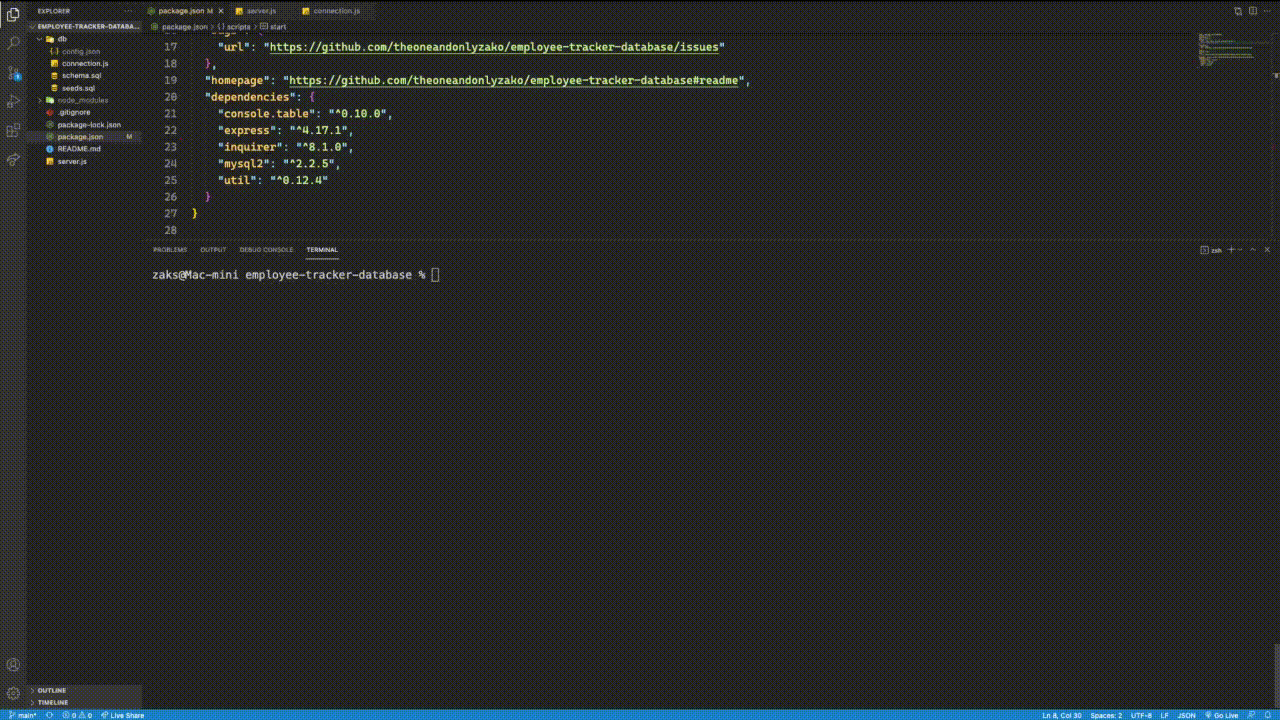 EXPLORER
EMPLOYEE-TRACKER-DATABA...
db
config.json
connection.js
schema.sql
seeds.sql
node_modules
.gitignore
package-lock.json
package.json M
README.md
server.js
OUTLINE
TIMELINE
package.json M
server.js
connection.js
package.json > {} scripts > start
17 "url": "https://github.com/theoneandonlyzako/employee-tracker-database/issues"
18 },
19 "homepage": "https://github.com/theoneandonlyzako/employee-tracker-database#readme",
20 "dependencies": {
21 "console.table": "^0.10.0",
22 "express": "^4.17.1",
23 "inquirer": "^8.1.0",
24 "mysql2": "^2.2.5",
25 "util": "^0.12.4"
26 }
27 }
28
PROBLEMS OUTPUT DEBUG CONSOLE TERMINAL
zsh
zaks@Mac-mini employee-tracker-database %
main* 0 0 Live Share
Ln 8, Col 30 Spaces: 2 UTF-8 LF JSON Go Live